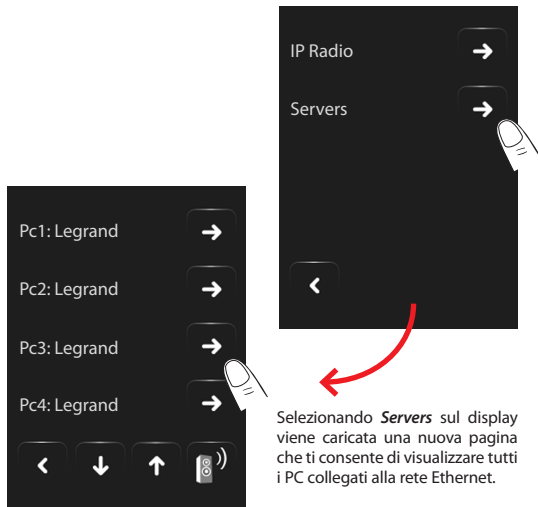 IP Radio
Servers
Pc1: Legrand
Pc2: Legrand
Pc3: Legrand
Pc4: Legrand
Selezionando Servers sul display
viene caricata una nuova pagina
che ti consente di visualizzare tutti
i PC collegati alla rete Ethernet.